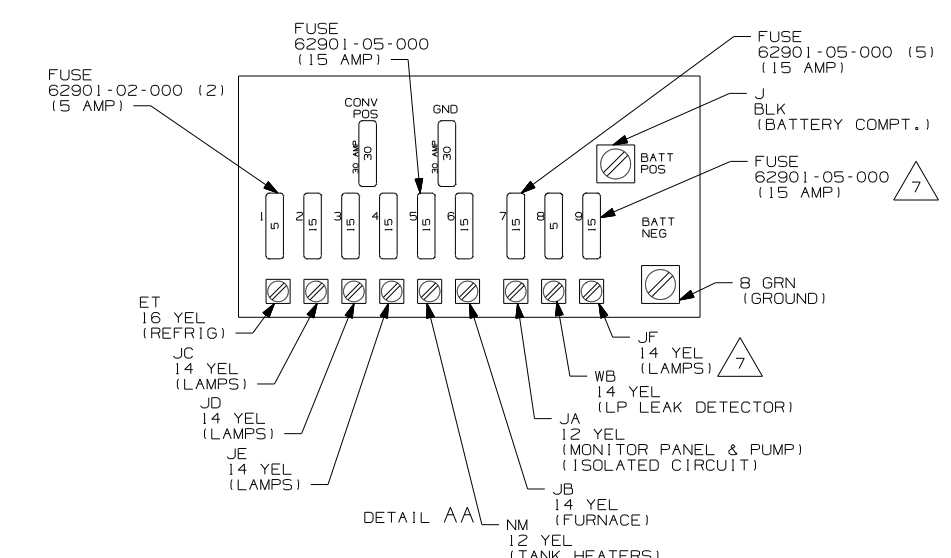 FUSE
62901-05-000
(15 AMP)
FUSE
62901-05-000 (5)
(15 AMP)
FUSE
62901-02-000 (2)
(5 AMP)
J
BLK
(BATTERY COMPT.)
CONV
POS
GND
30 AMP
30
30 AMP
30
BATT
POS
FUSE
62901-05-000
(15 AMP)
7
1 5
2 15
3 15
4 15
5 15
6 15
7 15
8 5
9 15
BATT
NEG
8 GRN
(GROUND)
ET
16 YEL
(REFRIG)
JC
14 YEL
(LAMPS)
JD
14 YEL
(LAMPS)
JE
14 YEL
(LAMPS)
JF
14 YEL
(LAMPS)
7
WB
14 YEL
(LP LEAK DETECTOR)
JA
12 YEL
(MONITOR PANEL & PUMP)
(ISOLATED CIRCUIT)
JB
14 YEL
(FURNACE)
DETAIL AA
NM
12 YEL
(TANK HEATERS)